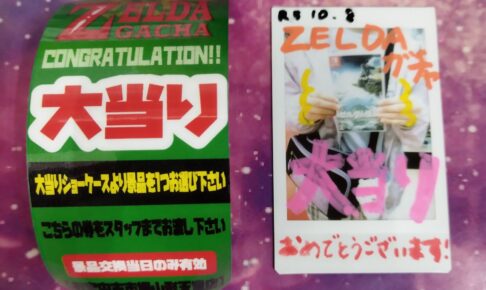 ZELDA
GACHA
CONGRATULATION!!
大当り
大当りショーケースより景品を1つお選び下さい
こちらの券をスタッフまでお渡し下さい
景品交換当日のみ有効
R5 10.8
ZELDA
ガチャ
大当り
おめでとうございます!